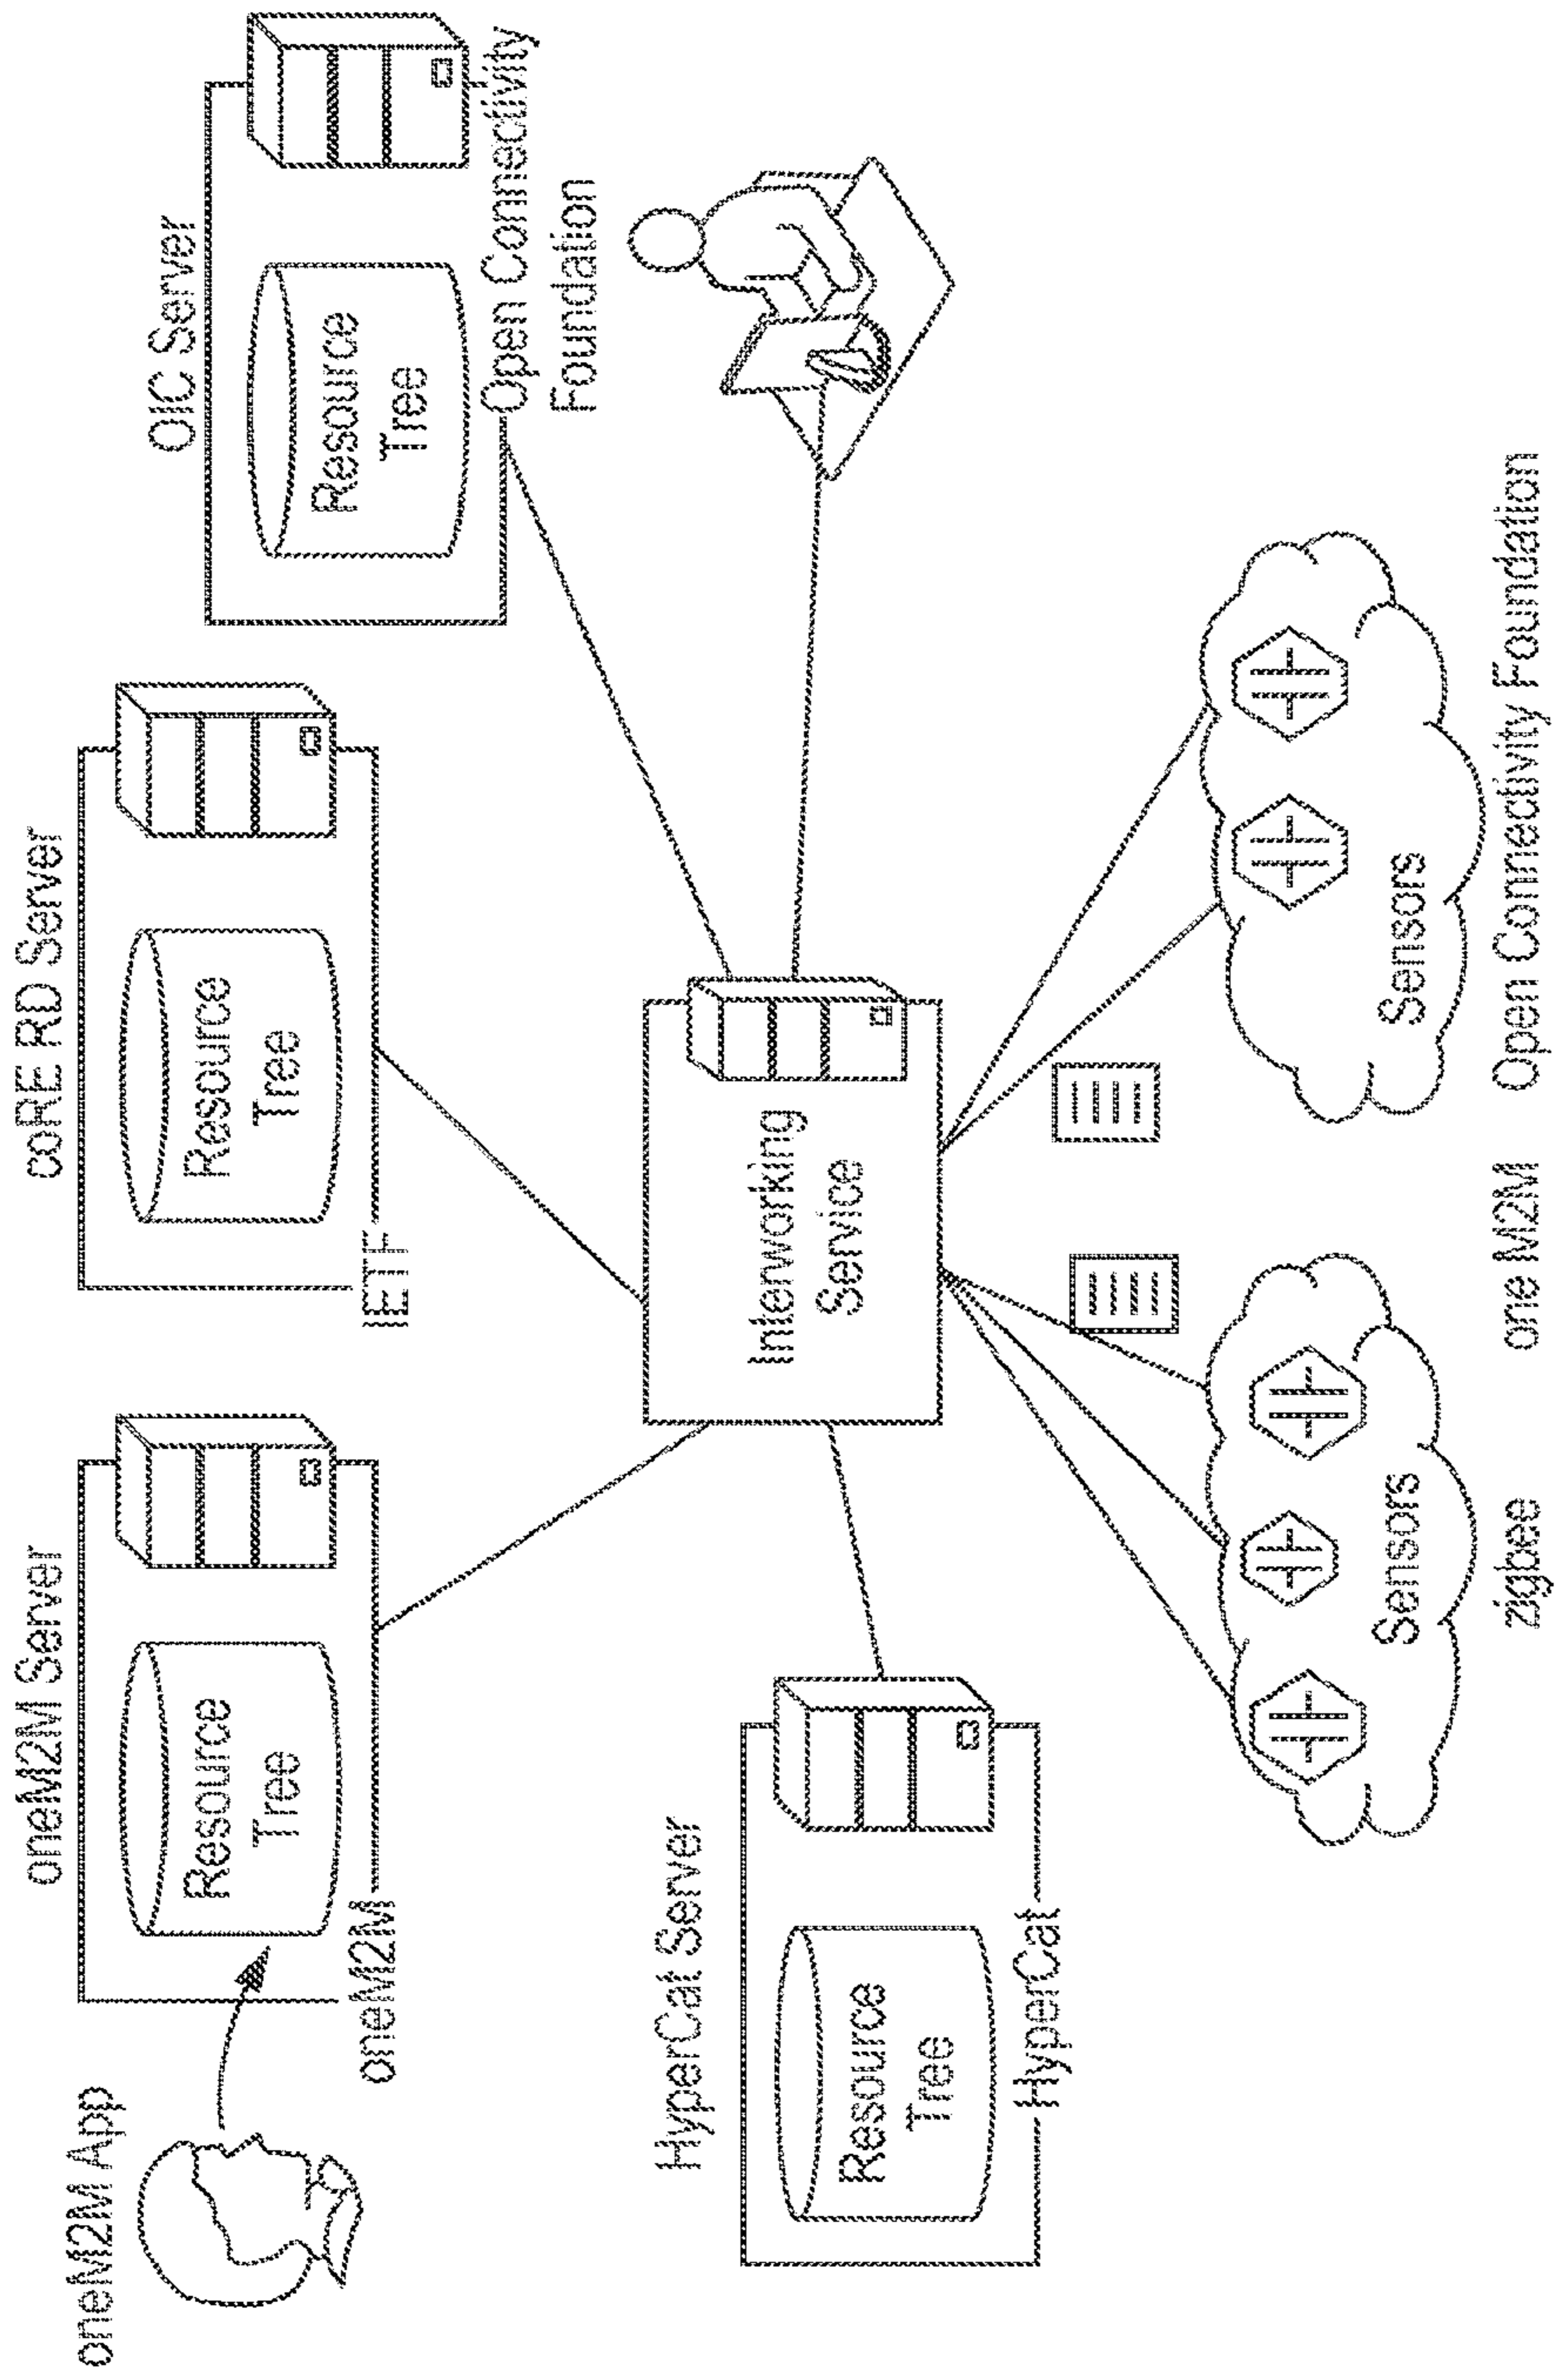 oneM2M App
oneM2M Server
Resource
Tree
oneM2M
coRE RD Server
Resource
Tree
IETF
OIC Server
Resource
Tree
Open Connectivity
Foundation
HyperCat Server
Resource
Tree
HyperCat
Interworking
Service
Sensors
Sensors
zigbee
one M2M
Open Connectivity Foundation